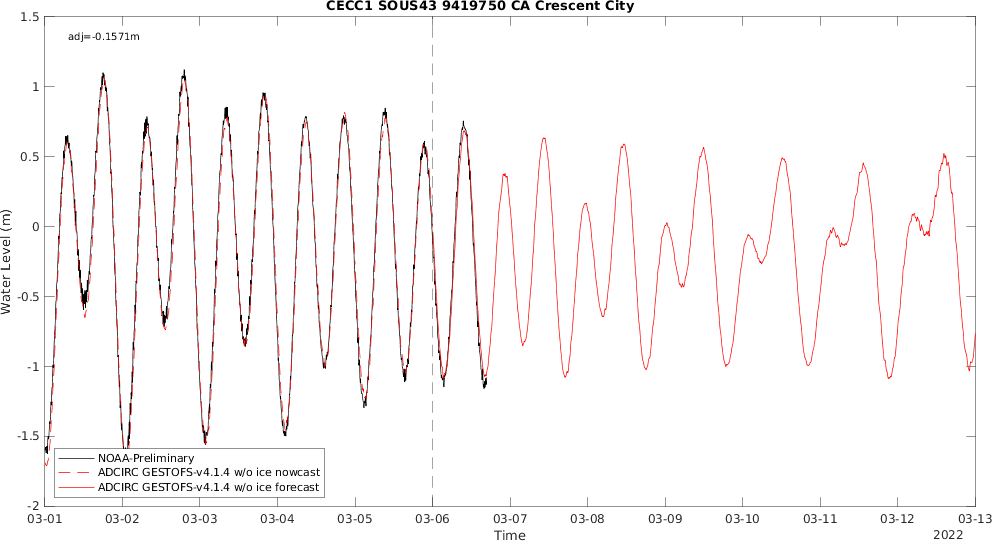 CECC1 SOUS43 9419750 CA Crescent City
adj=-0.1571m
1.5
1
0.5
0
-0.5
-1
-1.5
-2
Water Level (m)
NOAA-Preliminary
ADCIRC GESTOFS-v4.1.4 w/o ice nowcast
ADCIRC GESTOFS-v4.1.4 w/o ice forecast
03-01 03-02 03-03 03-04 03-05 03-06 03-07 03-08 03-09 03-10 03-11 03-12 03-13
Time
2022